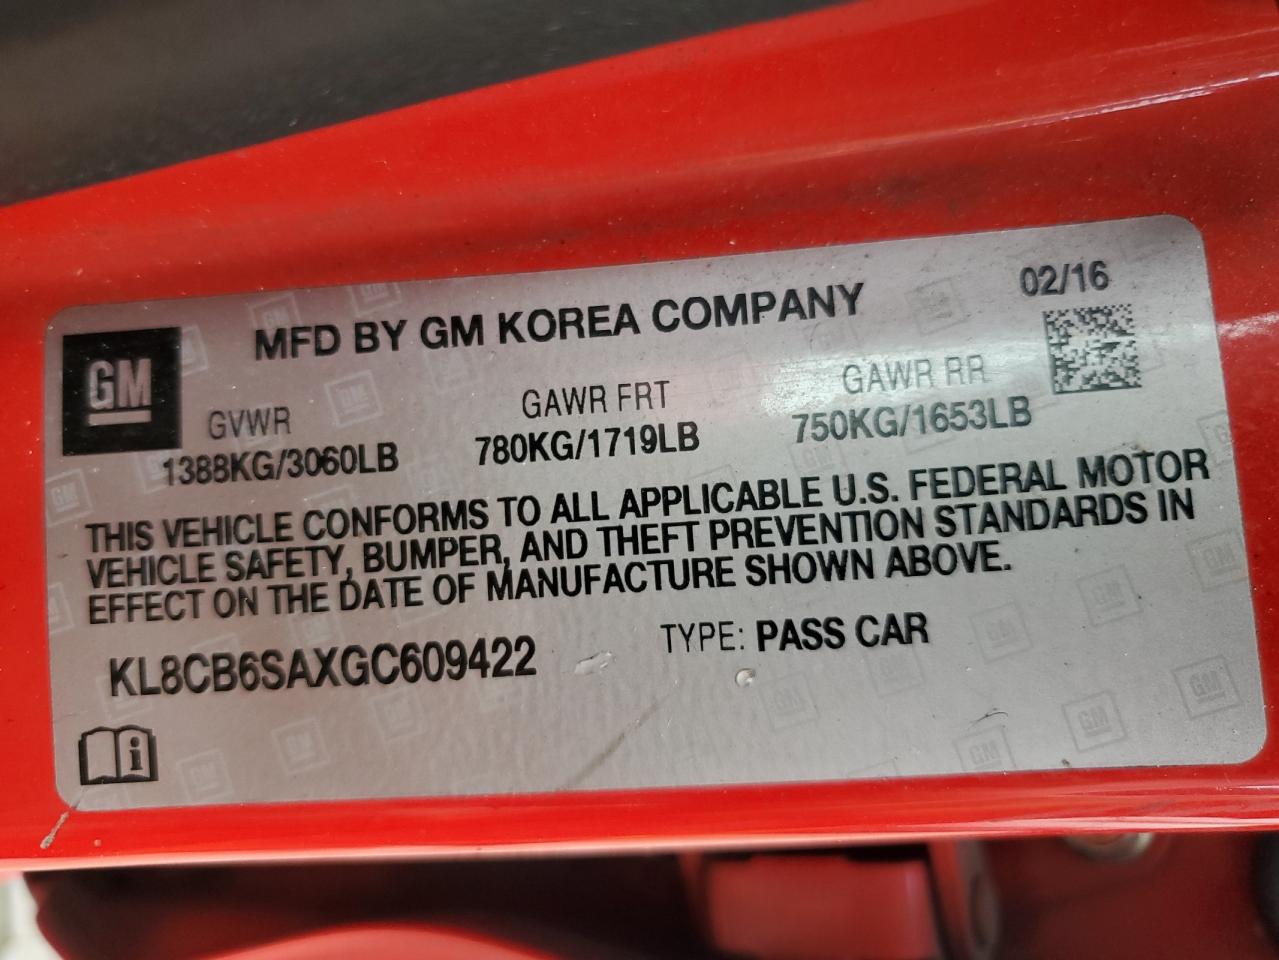 02/16
MFD BY GM KOREA COMPANY
GM
GVWR GAWR FRT GAWR RR
1388KG/3060LB 780KG/1719LB 750KG/1653LB
THIS VEHICLE CONFORMS TO ALL APPLICABLE U.S. FEDERAL MOTOR
VEHICLE SAFETY, BUMPER, AND THEFT PREVENTION STANDARDS IN
EFFECT ON THE DATE OF MANUFACTURE SHOWN ABOVE.
KL8CB6SAXGC609422 TYPE: PASS CAR
i